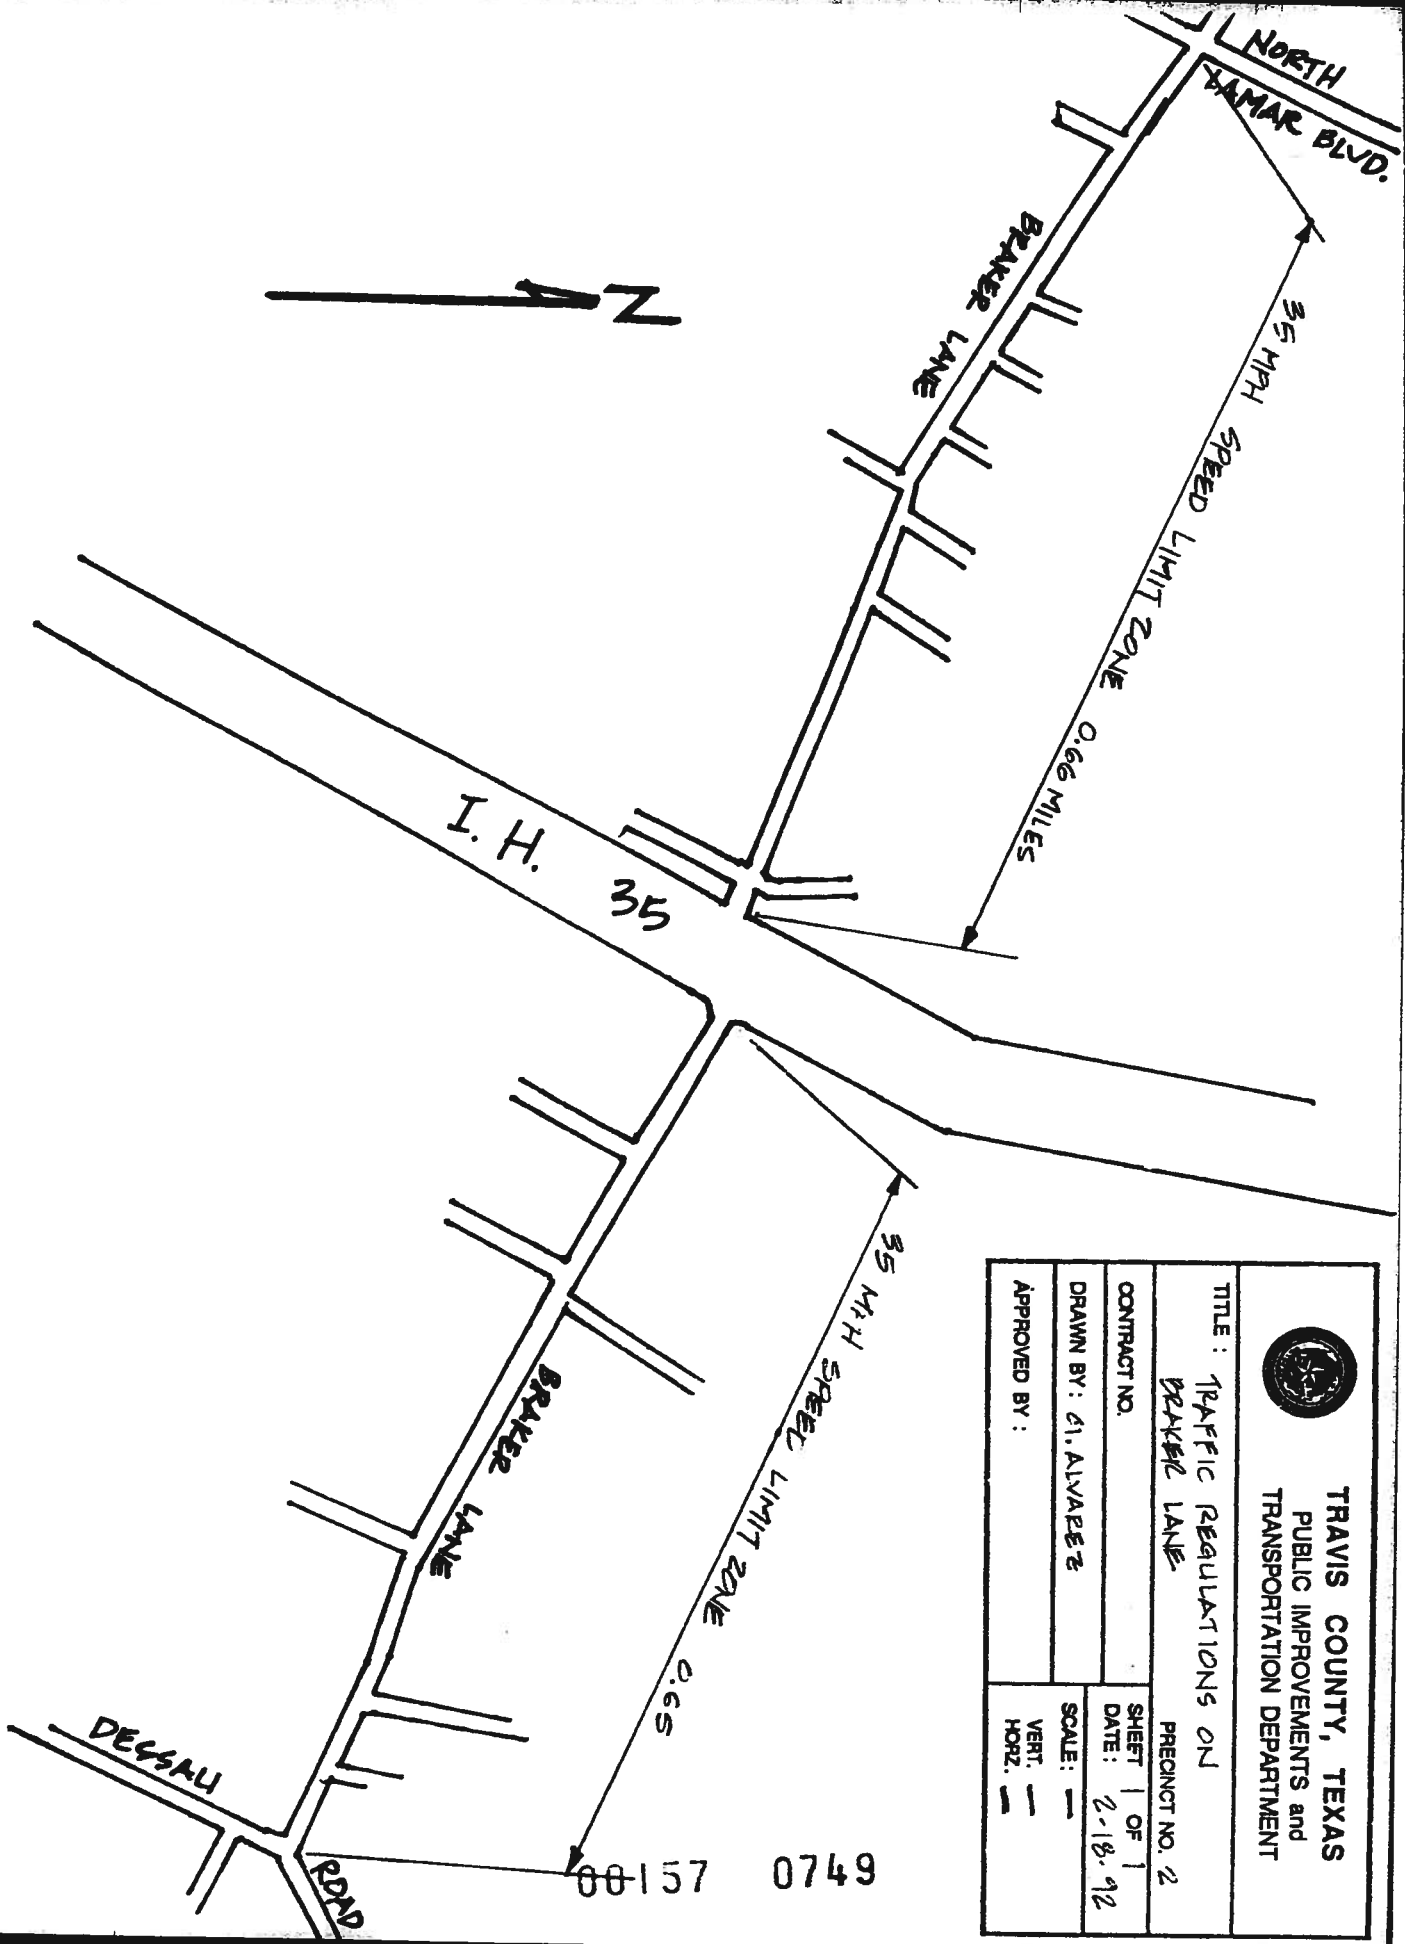 NORTH
LAMAR BLVD.
35 MPH SPEED LIMIT ZONE 0.66 MILES
BRAKER LANE
N
I. H. 35
35 MPH SPEED LIMIT ZONE 0.65
BRAKER LANE
DESSAU
ROAD
TRAVIS COUNTY, TEXAS
PUBLIC IMPROVEMENTS and
TRANSPORTATION DEPARTMENT
TITLE : TRAFFIC REGULATIONS ON
BRAKER LANE
PRECINCT NO. 2
CONTRACT NO.
SHEET 1 OF 1
DATE : 2-18-92
DRAWN BY : ALVAREZ
SCALE : —
VERT. —
HORZ. —
APPROVED BY :
00157 0749